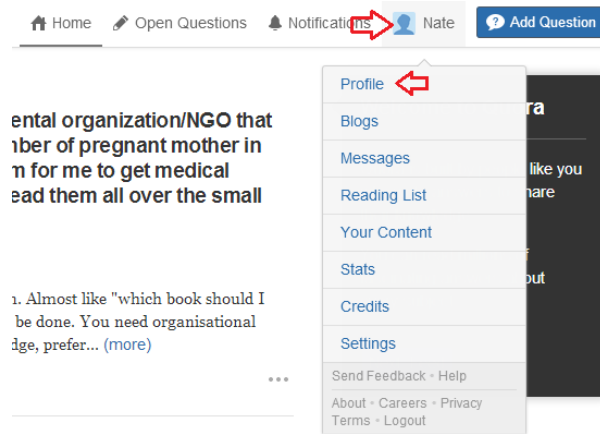 Home Open Questions Notifications Nate Add Question
Profile
Blogs
Messages
Reading List
Your Content
Stats
Credits
Settings
Send Feedback • Help
About • Careers • Privacy
Terms • Logout
ental organization/NGO that
nber of pregnant mother in
m for me to get medical
ead them all over the small
n. Almost like "which book should I
be done. You need organisational
dge, prefer... (more)
ra
like you
hare
out